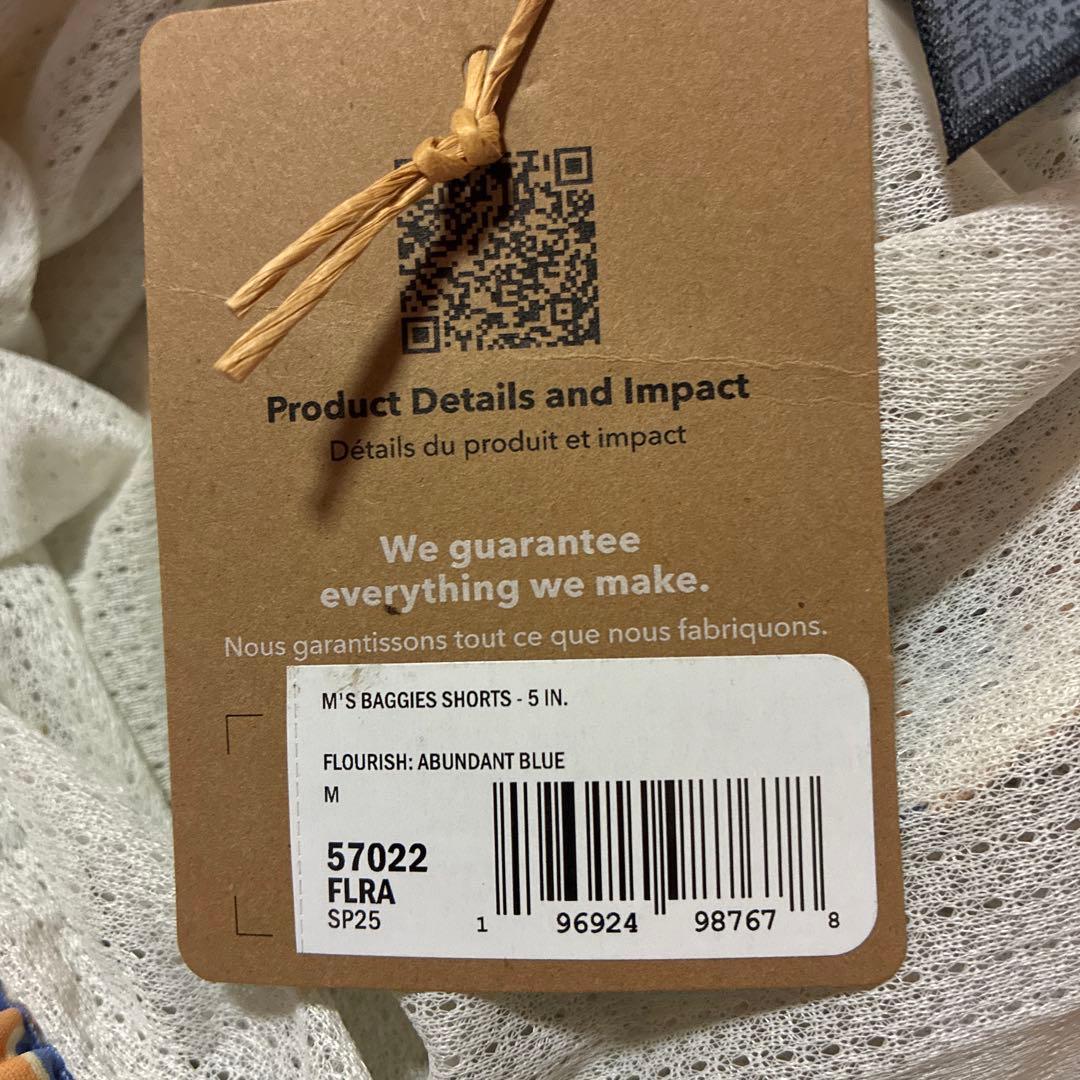 Product Details and Impact
Détails du produit et impact
We guarantee
everything we make.
Nous garantissons tout ce que nous fabriquons.
M'S BAGGIES SHORTS - 5 IN.
FLOURISH: ABUNDANT BLUE
M
57022
FLRA
SP25
1 96924 98767 8